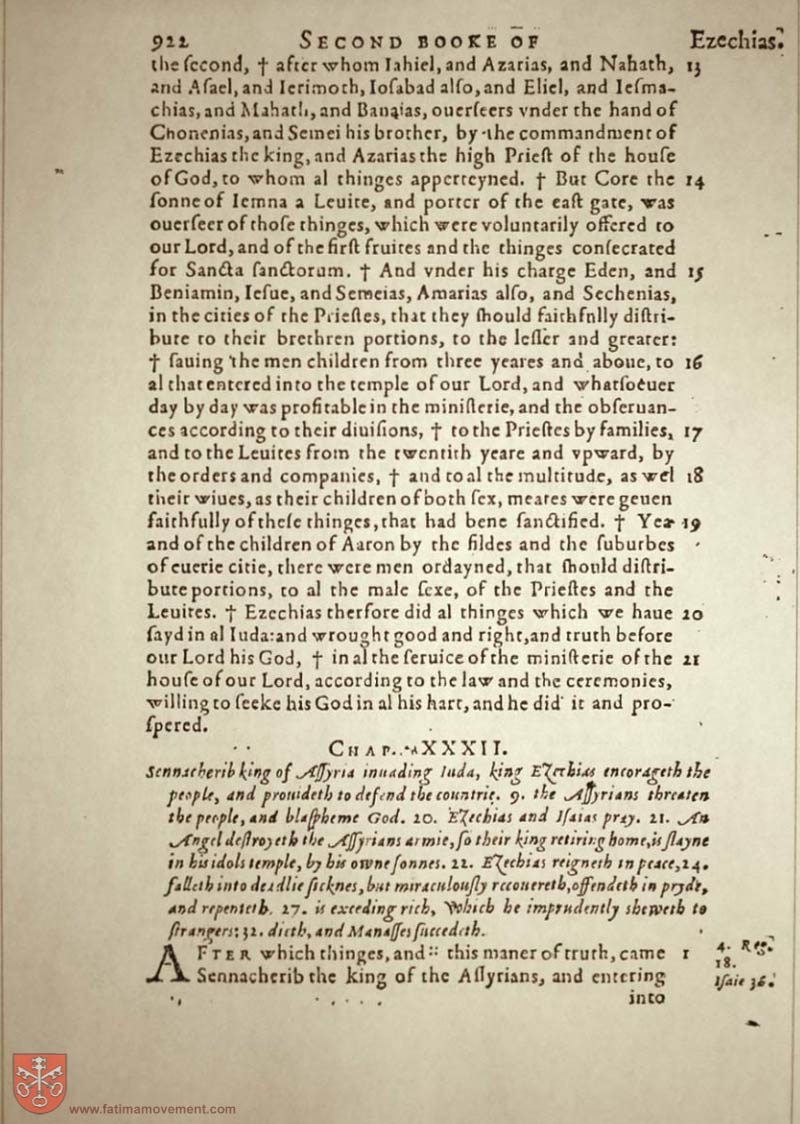 922 SECOND BOOKE OF Ezechias.
the ſecond, † after whom Iahiel, and Azarias, and Nahath, 13
and Aſael, and Ierimoth, Ioſabad alſo, and Eliel, and Ieſma-
chias, and Mahath, and Banaias, ouerſeers vnder the hand of
Chonenias, and Semei his brother, by the commandment of
Ezechias the king, and Azarias the high Prieſt of the houſe
of God, to whom al thinges apperteyned. † But Core the 14
ſonne of Iemna a Leuite, and porter of the eaſt gate, was
ouerſeer of thoſe thinges, which were voluntarily offered to
our Lord, and of the firſt fruites and the thinges conſecrated
for Sancta ſanctorum. † And vnder his charge Eden, and 15
Beniamin, Ieſue, and Semeias, Amarias alſo, and Sechenias,
in the cities of the Prieſtes, that they ſhould faithfnlly diſtri-
bute to their brethren portions, to the leſſer and greater:
† ſauing the men children from three yeares and aboue, to 16
al that entered into the temple of our Lord, and whatſoeuer
day by day was profitable in the miniſterie, and the obſeruan-
ces according to their diuiſions, † to the Prieſtes by families, 17
and to the Leuites from the twentith yeare and vpward, by
the orders and companies, † and to al the multitude, as wel 18
their wiues, as their children of both ſex, meates were geuen
faithfully of theſe thinges, that had bene ſanctified. † Yea 19
and of the children of Aaron by the fildes and the ſuburbes
of euerie citie, there were men ordayned, that ſhould diſtri-
bute portions, to al the male ſexe, of the Prieſtes and the
Leuites. † Ezechias therfore did al thinges which we haue 20
ſayd in al Iuda: and wrought good and right, and truth before
our Lord his God, † in al the ſeruice of the miniſterie of the 21
houſe of our Lord, according to the law and the ceremonies,
willing to ſeeke his God in al his hart, and he did it and pro-
ſpered.
CHAP. XXXII.
Sennacherib king of Aſſyria inuading Iuda, king Ezechias encorageth the
people, and prouideth to defend the countrie. 9. the Aſſyrians threaten
the people, and blaſpheme God. 20. Ezechias and Iſaias pray. 21. An
Angel deſtroyeth the Aſſyrians armie, ſo their king retiring home, is ſlayne
in his idols temple, by his owne ſonnes. 22. Ezechias reigneth in peace, 24.
falleth into deadlie ſicknes, but miraculouſly recouereth, offendeth in pryde,
and repenteth. 27. is exceding rich, which he imprudently sheweth to
ſtrangers: 32. dieth, and Manaſſes ſuccedeth.
AFTER which thinges, and :: this maner of truth, came 1 4. Reg.
Sennacherib the king of the Aſſyrians, and entering 18.
Iſaie 36.
into
www.fatimamovement.com